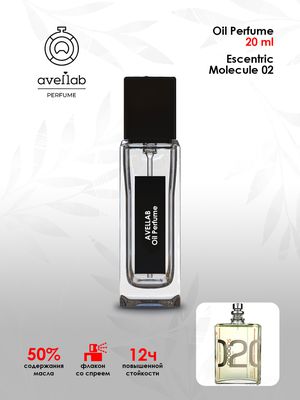 avellab
PERFUME
Oil Perfume
20 ml
Escentric
Molecule 02
AVELLAB
Oil Perfume
50%
содержания
масла
флакон
со спреем
12ч
повышенной
стойкости
02